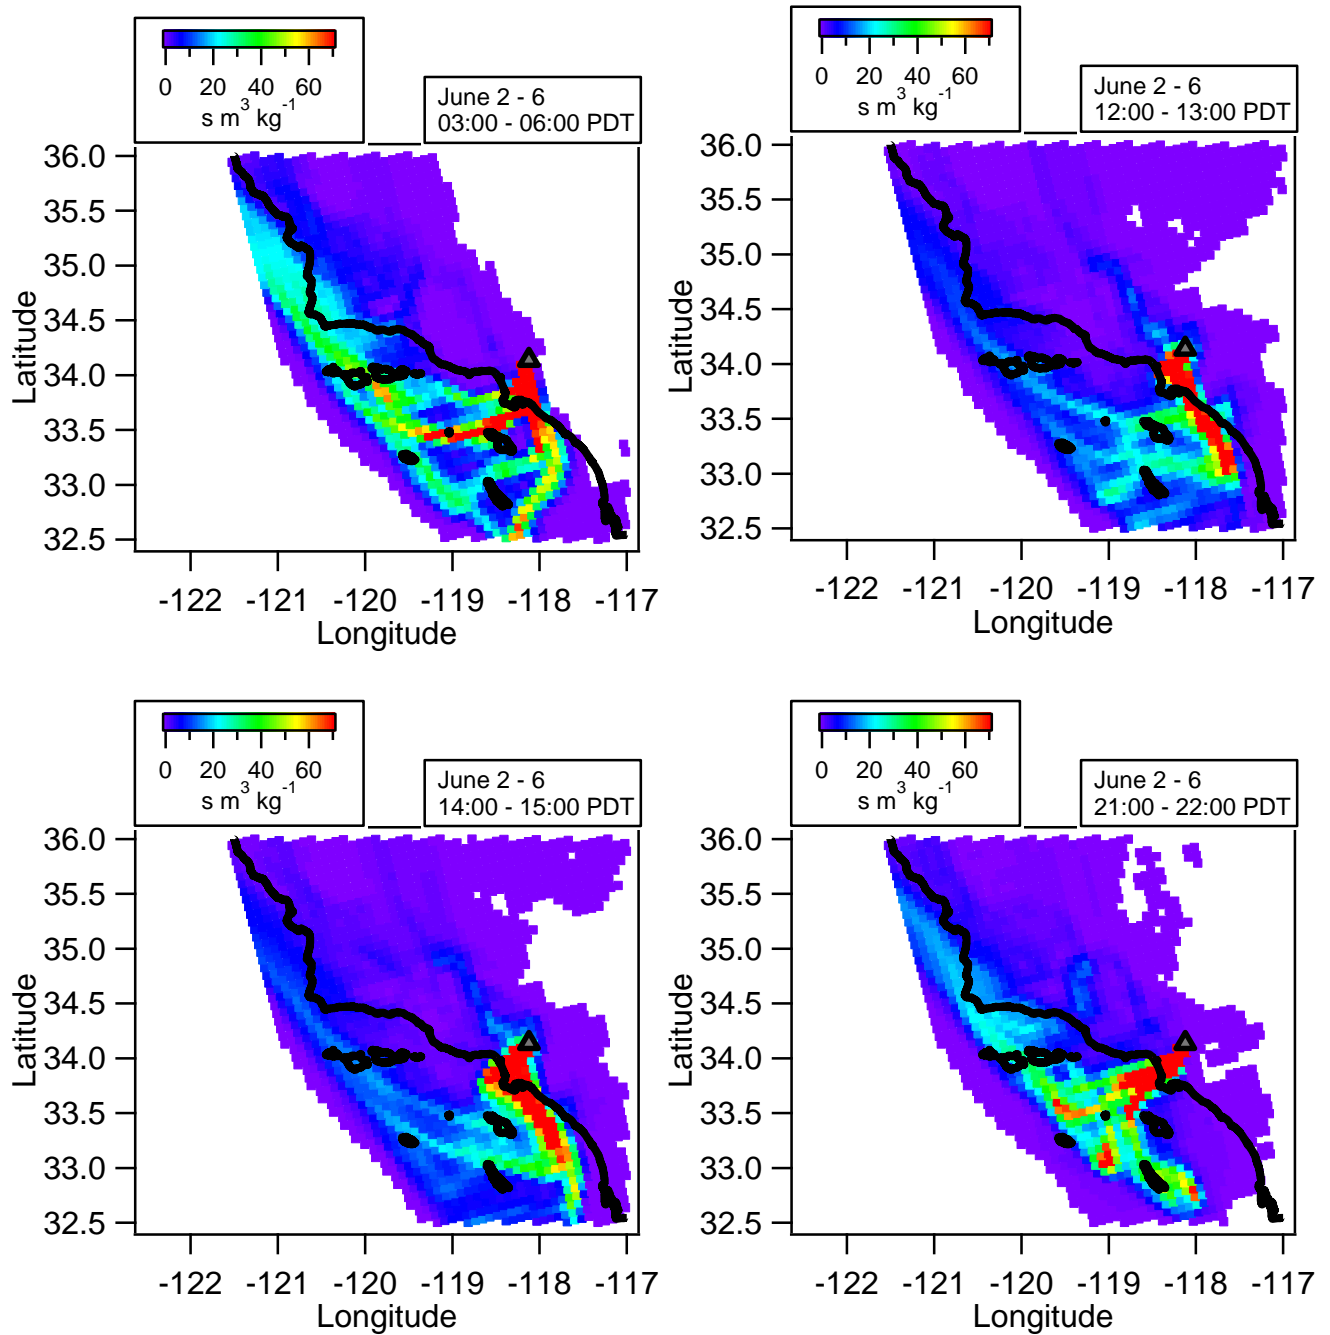 0 20 40 60
s m³ kg⁻¹
June 2 - 6
03:00 - 06:00 PDT
36.0
35.5
35.0
34.5
34.0
33.5
33.0
32.5
Latitude
-122 -121 -120 -119 -118 -117
Longitude
0 20 40 60
s m³ kg⁻¹
June 2 - 6
12:00 - 13:00 PDT
36.0
35.5
35.0
34.5
34.0
33.5
33.0
32.5
Latitude
-122 -121 -120 -119 -118 -117
Longitude
0 20 40 60
s m³ kg⁻¹
June 2 - 6
14:00 - 15:00 PDT
36.0
35.5
35.0
34.5
34.0
33.5
33.0
32.5
Latitude
-122 -121 -120 -119 -118 -117
Longitude
0 20 40 60
s m³ kg⁻¹
June 2 - 6
21:00 - 22:00 PDT
36.0
35.5
35.0
34.5
34.0
33.5
33.0
32.5
Latitude
-122 -121 -120 -119 -118 -117
Longitude